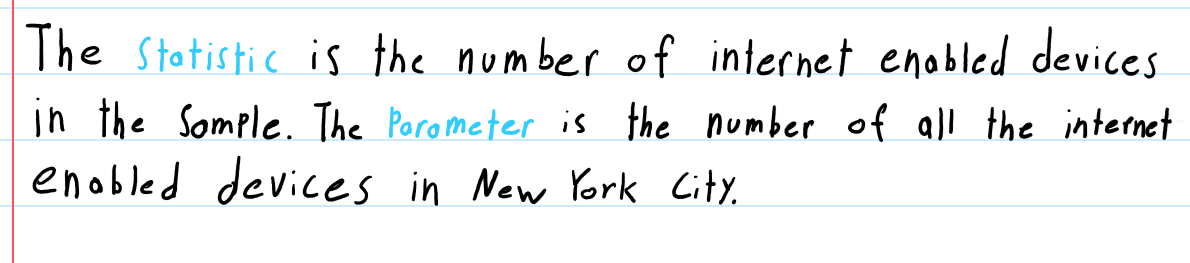 The Statistic is the number of internet enabled devices
in the Sample. The Parameter is the number of all the internet
enabled devices in New York City.